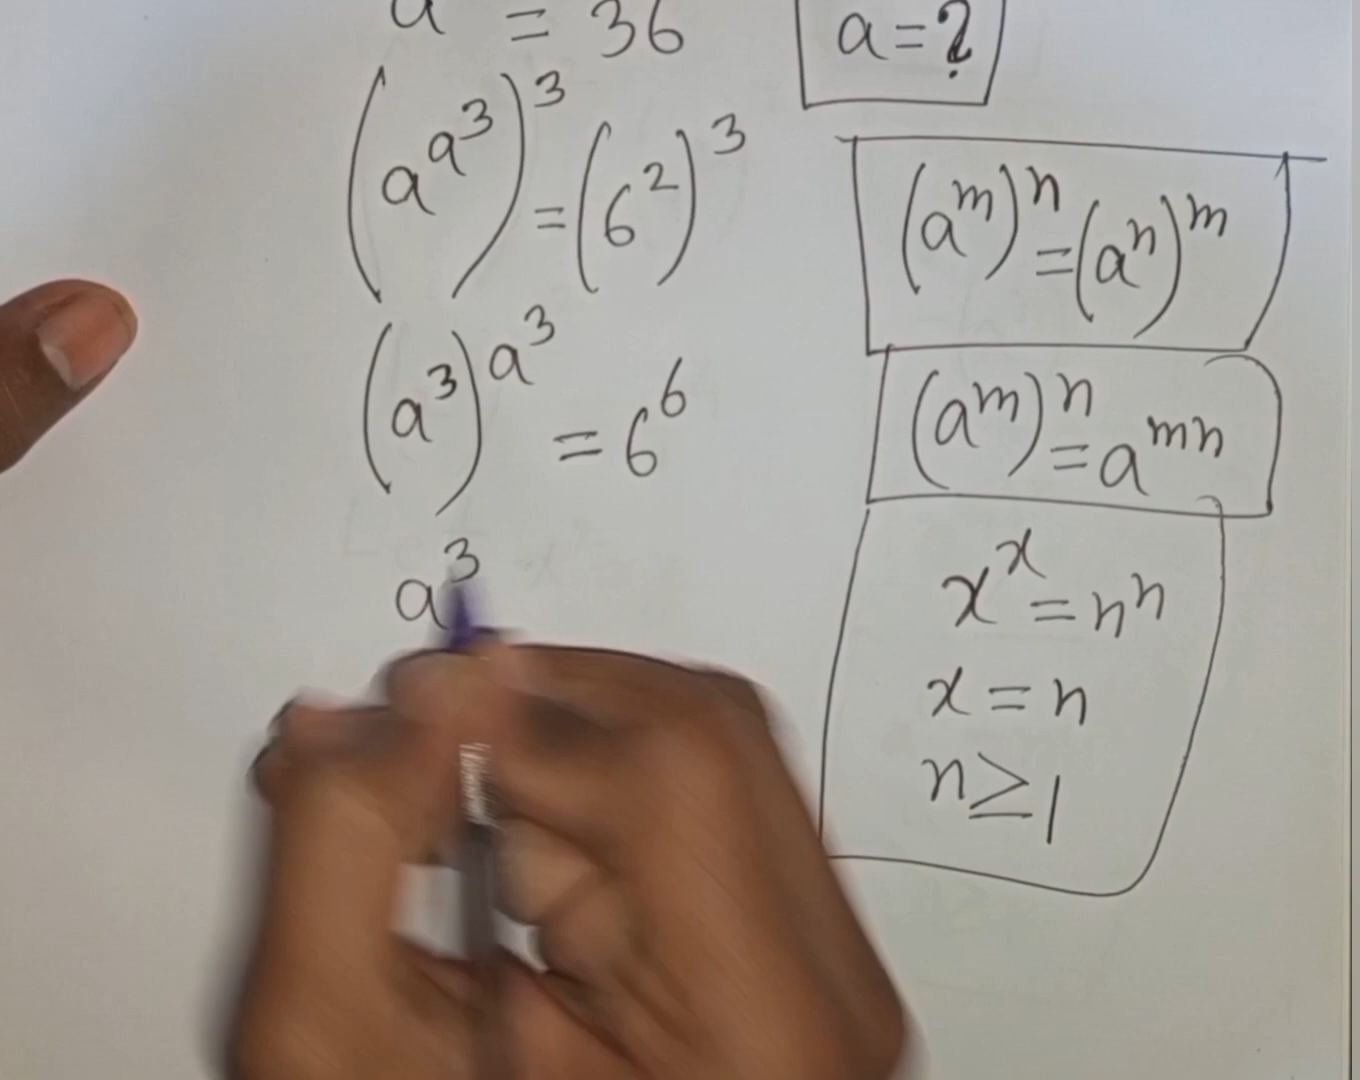 a = 36
a = ?
(a^a^3)^3 = (6^2)^3
(a^3)^a^3 = 6^6
a^3
(a^m)^n = (a^n)^m
(a^m)^n = a^mn
x^x = n^n
x = n
n ≥ 1